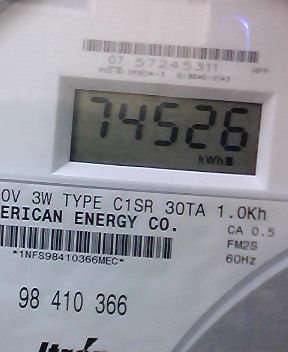 07 57245311
74526
kWh
0V 3W TYPE C1SR 30TA 1.0Kh
ERICAN ENERGY CO.
CA 0.5
FM2S
60Hz
*1NFS98410366MEC*
98 410 366
Itrón